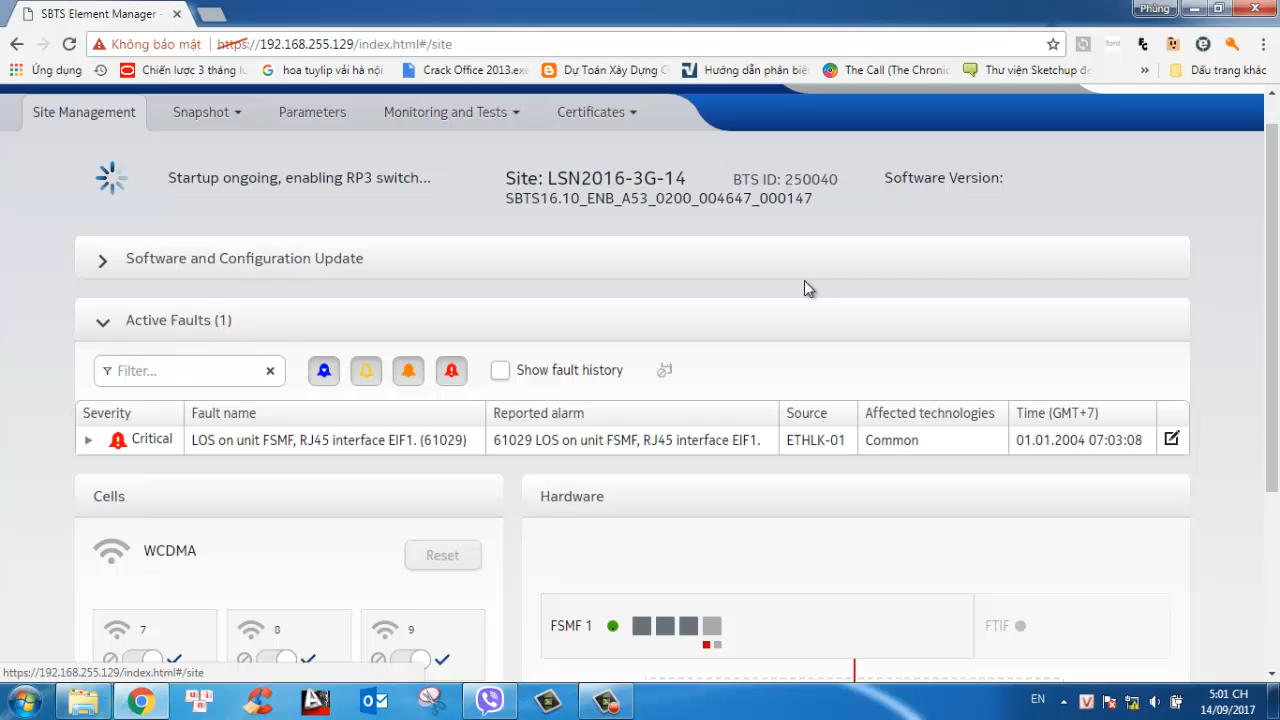 SBTS Element Manager -
Phùng
Không bảo mật
https://192.168.255.129/index.html#/site
font
Ứng dụng
Chiến lược 3 tháng l
hoa tuylip vải hà nộ
Crack Office 2013.exe
Dự Toán Xây Dựng C
Hướng dẫn phân biệ
The Call (The Chronic
Thư viện Sketchup đ
»
Dấu trang khác
Site Management
Snapshot
Parameters
Monitoring and Tests
Certificates
Startup ongoing, enabling RP3 switch...
Site: LSN2016-3G-14
BTS ID: 250040
Software Version:
SBTS16.10_ENB_A53_0200_004647_000147
Software and Configuration Update
Active Faults (1)
Filter...
Show fault history
Severity
Fault name
Reported alarm
Source
Affected technologies
Time (GMT+7)
Critical
LOS on unit FSMF, RJ45 interface EIF1. (61029)
61029 LOS on unit FSMF, RJ45 interface EIF1.
ETHLK-01
Common
01.01.2004 07:03:08
Cells
Hardware
WCDMA
Reset
7
8
9
FSMF 1
FTIF
https://192.168.255.129/index.html#/site
EN
5:01 CH
14/09/2017